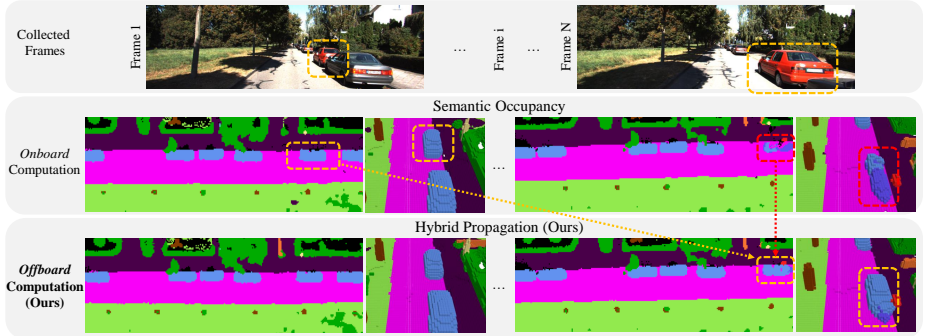 Collected
Frames
Frame 1
...
Frame i
...
Frame N
Semantic Occupancy
Onboard
Computation
...
Hybrid Propagation (Ours)
Offboard
Computation
(Ours)
...